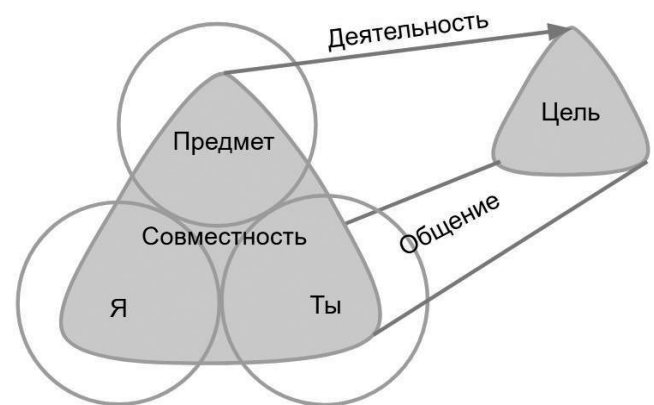 Деятельность
Цель
Предмет
Совместность
Общение
Я
Ты